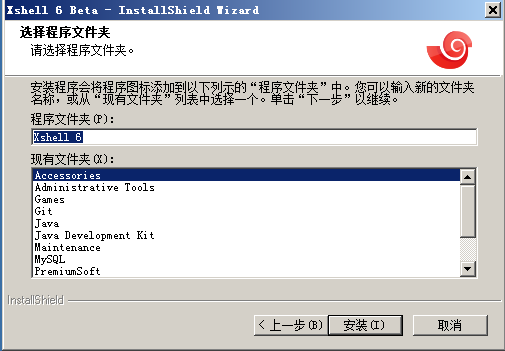 Xshell 6 Beta - InstallShield Wizard
选择程序文件夹
请选择程序文件夹。
安装程序会将程序图标添加到以下列示的“程序文件夹”中。您可以输入新的文件夹
名称，或从“现有文件夹”列表中选择一个。单击“下一步”以继续。
程序文件夹(P)：
Xshell 6
现有文件夹(X)：
Accessories
Administrative Tools
Games
Git
Java
Java Development Kit
Maintenance
MySQL
PremiumSoft
InstallShield
< 上一步(B) 安装(I) 取消